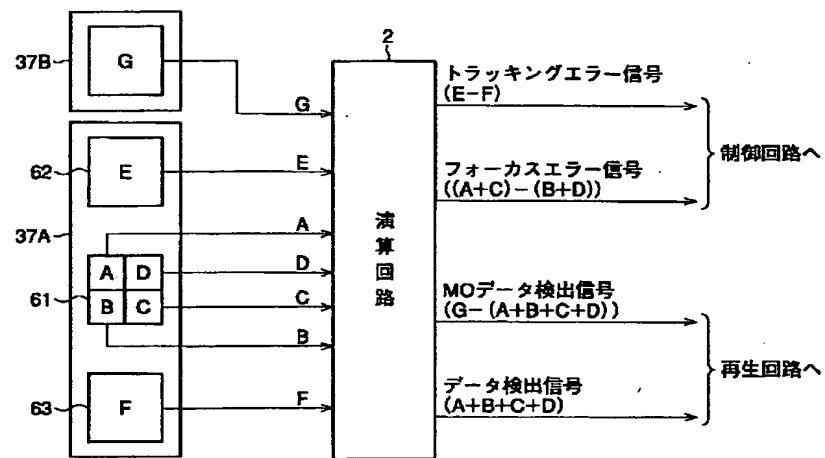 37B
G
G
62
E
E
37A
61
A D
B C
A
D
C
B
63
F
F
2
演算回路
トラッキングエラー信号
(E−F)
フォーカスエラー信号
((A+C)−(B+D))
制御回路へ
MOデータ検出信号
(G−(A+B+C+D))
データ検出信号
(A+B+C+D)
再生回路へ